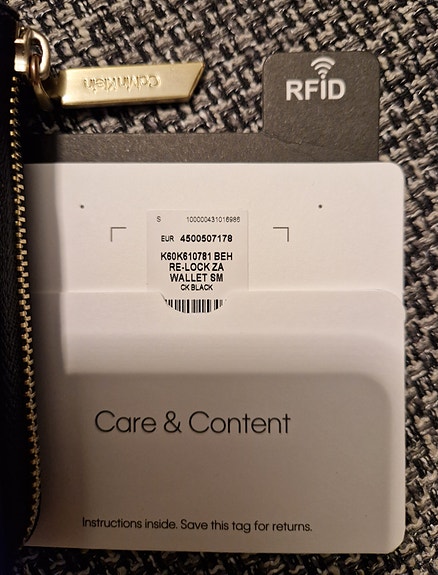 Calvin Klein
RFID
S 100000431016986
EUR 4500507178
K60K610781 BEH
RE-LOCK ZA
WALLET SM
CK BLACK
Care & Content
Instructions inside. Save this tag for returns.